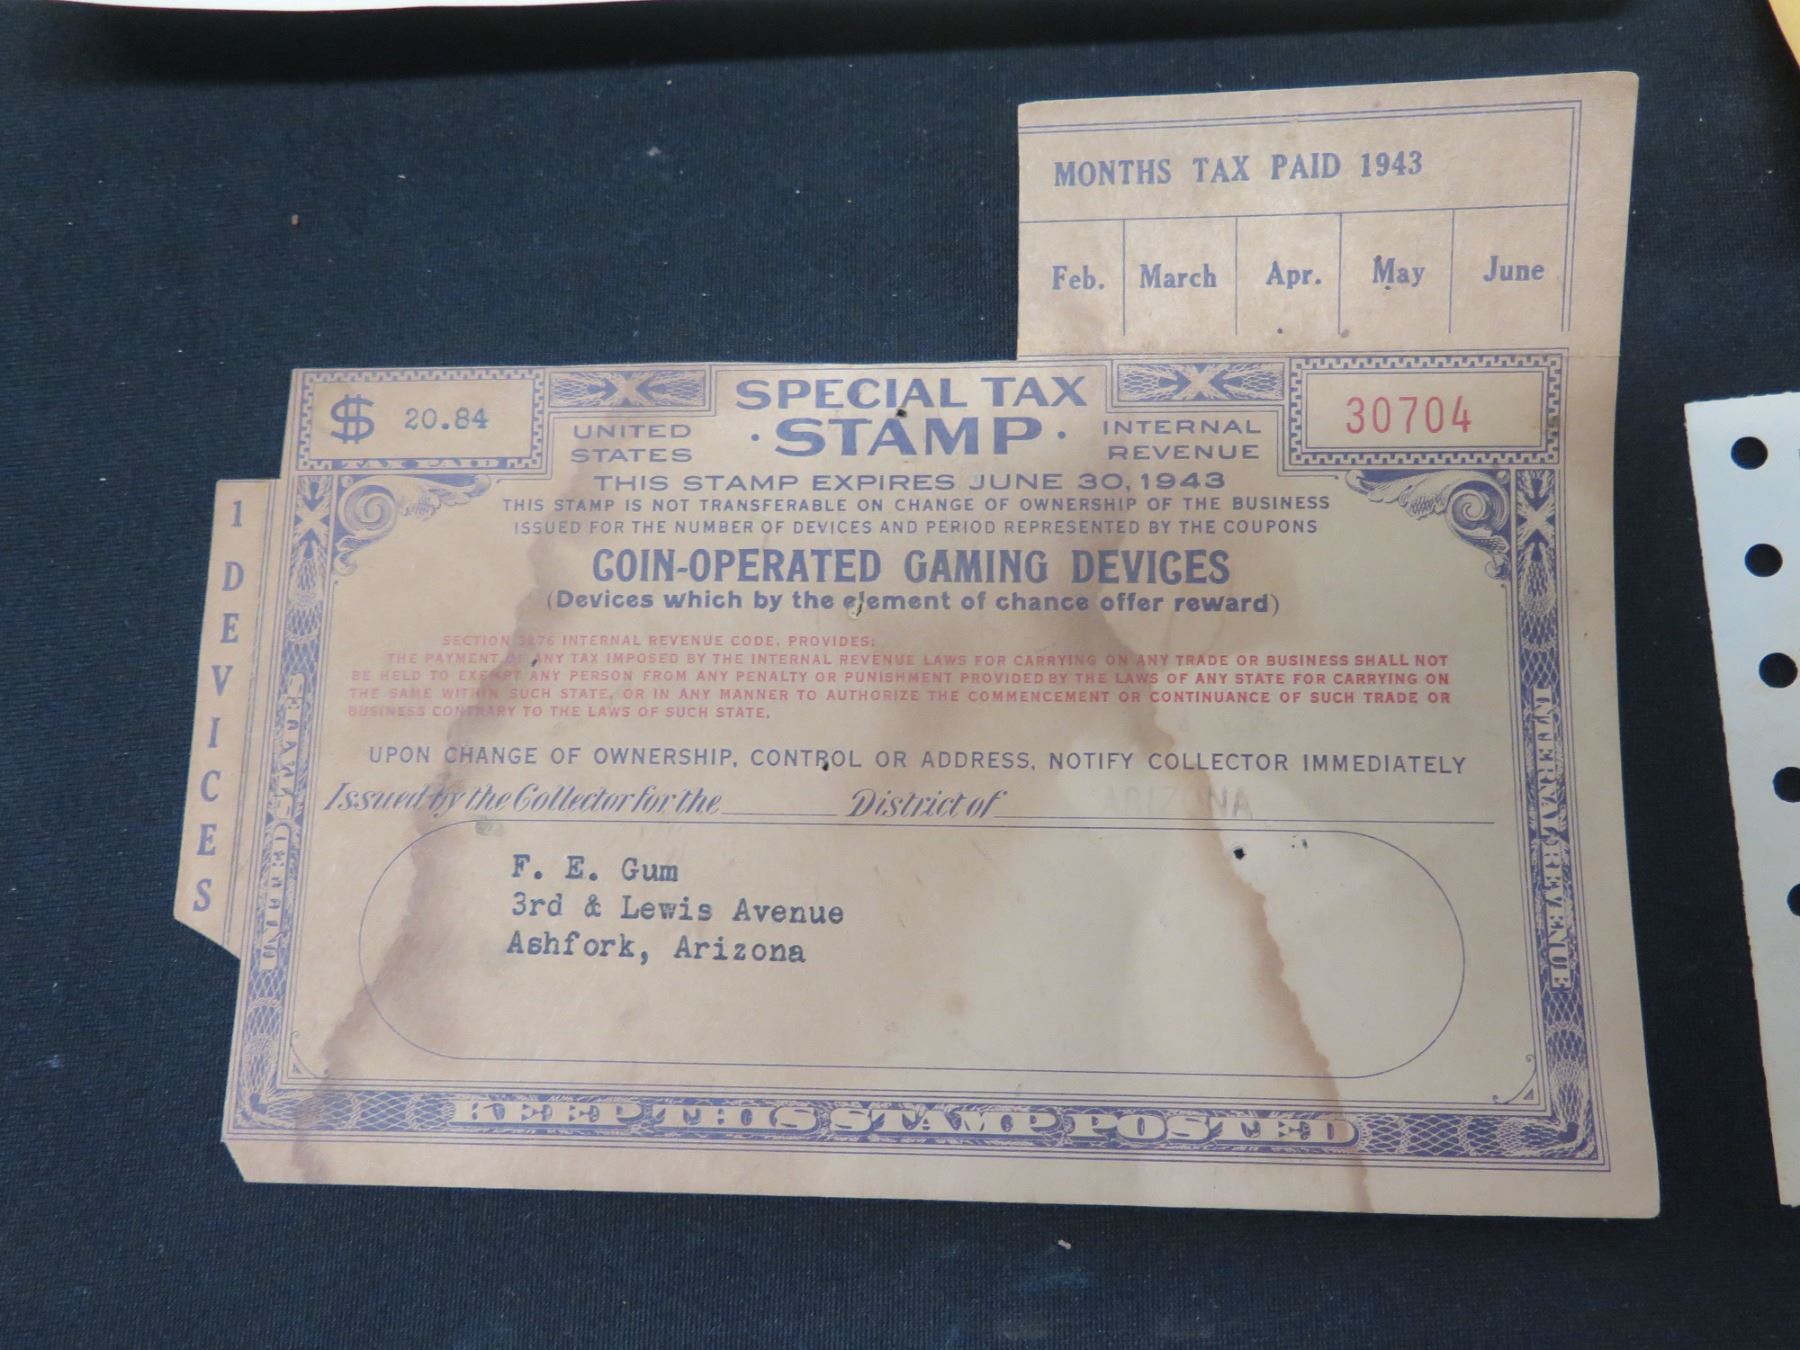 MONTHS TAX PAID 1943
Feb. March Apr. May June
$ 20.84
TAX PAID
UNITED STATES
SPECIAL TAX
· STAMP ·
INTERNAL REVENUE
30704
THIS STAMP EXPIRES JUNE 30, 1943
THIS STAMP IS NOT TRANSFERABLE ON CHANGE OF OWNERSHIP OF THE BUSINESS
ISSUED FOR THE NUMBER OF DEVICES AND PERIOD REPRESENTED BY THE COUPONS
COIN-OPERATED GAMING DEVICES
(Devices which by the element of chance offer reward)
SECTION 3276 INTERNAL REVENUE CODE, PROVIDES:
THE PAYMENT OF ANY TAX IMPOSED BY THE INTERNAL REVENUE LAWS FOR CARRYING ON ANY TRADE OR BUSINESS SHALL NOT
BE HELD TO EXEMPT ANY PERSON FROM ANY PENALTY OR PUNISHMENT PROVIDED BY THE LAWS OF ANY STATE FOR CARRYING ON
THE SAME WITHIN SUCH STATE, OR IN ANY MANNER TO AUTHORIZE THE COMMENCEMENT OR CONTINUANCE OF SUCH TRADE OR
BUSINESS CONTRARY TO THE LAWS OF SUCH STATE.
UPON CHANGE OF OWNERSHIP, CONTROL OR ADDRESS, NOTIFY COLLECTOR IMMEDIATELY
Issued by the Collector for the District of ARIZONA
F. E. Gum
3rd & Lewis Avenue
Ashfork, Arizona
KEEP THIS STAMP POSTED
1 DEVICES
INTERNAL REVENUE